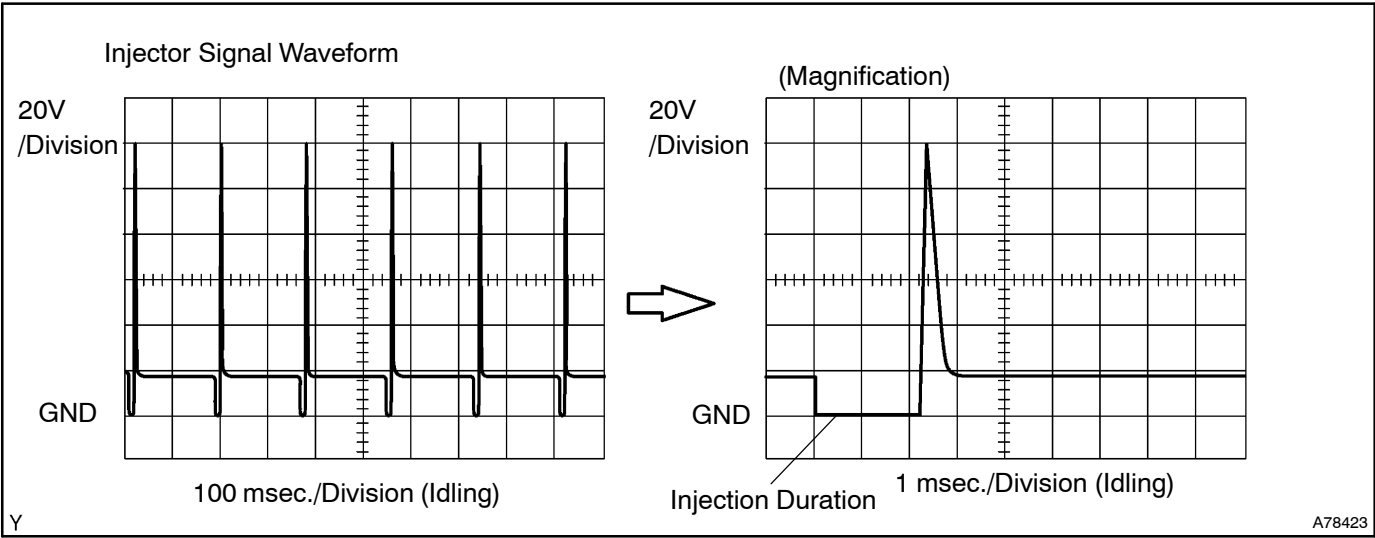 Injector Signal Waveform
20V
/Division
GND
100 msec./Division (Idling)
(Magnification)
20V
/Division
GND
Injection Duration
1 msec./Division (Idling)
Y
A78423